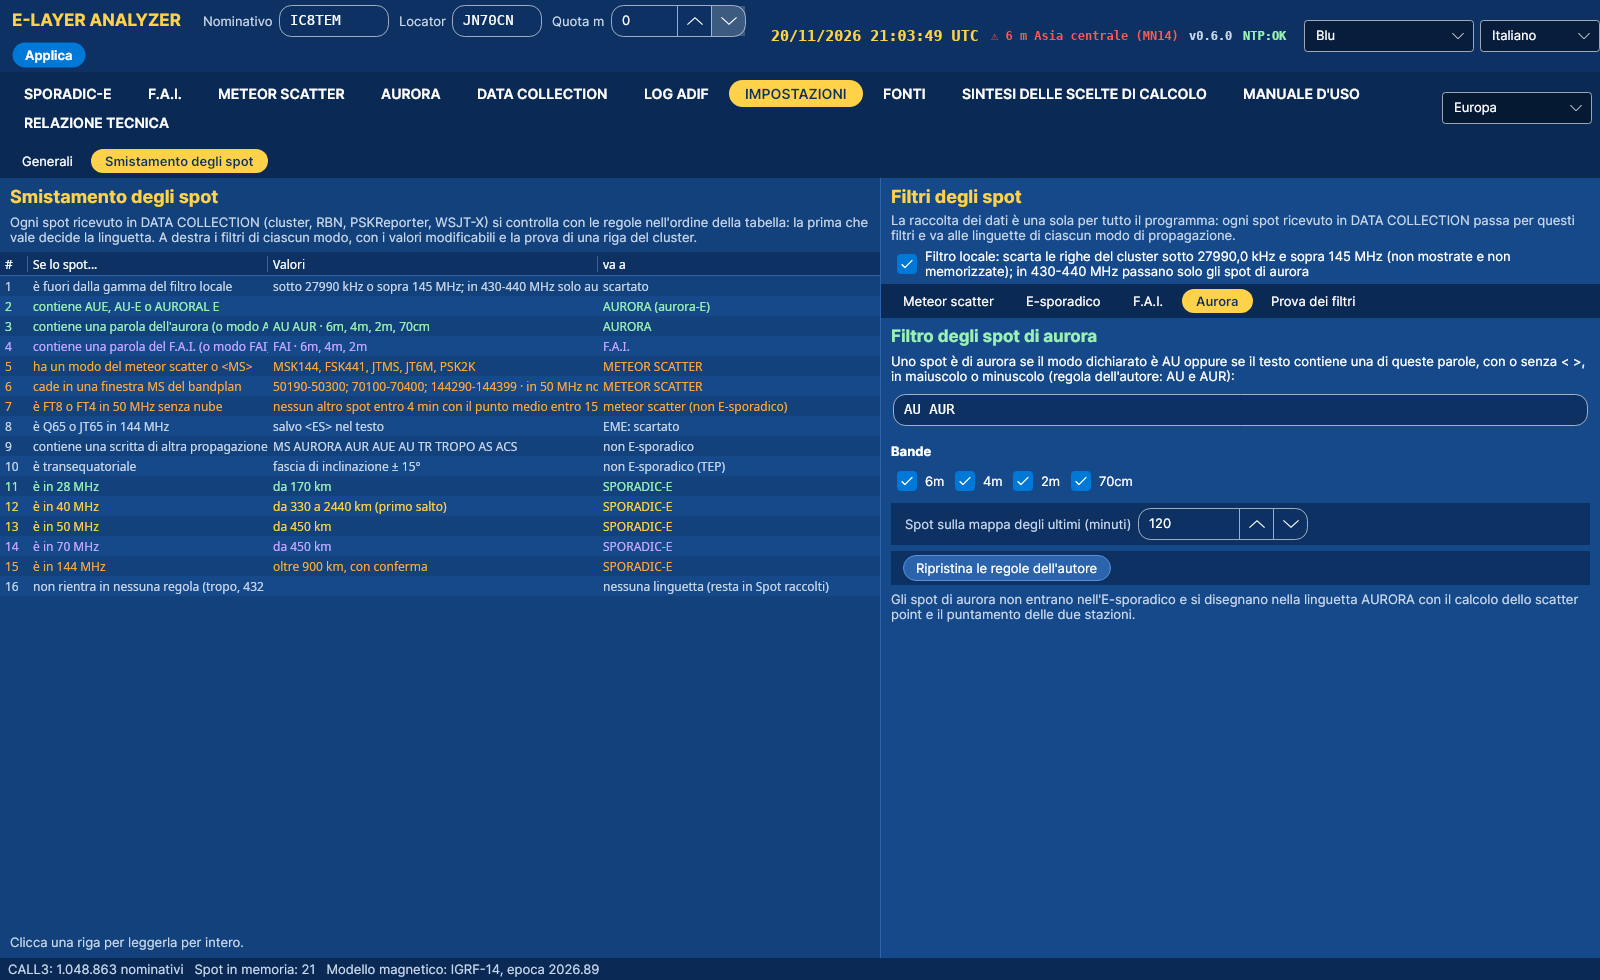 E-LAYER ANALYZER
Nominativo IC8TEM Locator JN70CN Quota m 0
20/11/2026 21:03:49 UTC ⚠ 6 m Asia centrale (MN14) v0.6.0 NTP:OK Blu Italiano
Applica
SPORADIC-E F.A.I. METEOR SCATTER AURORA DATA COLLECTION LOG ADIF IMPOSTAZIONI FONTI SINTESI DELLE SCELTE DI CALCOLO MANUALE D'USO
RELAZIONE TECNICA
Europa
Generali Smistamento degli spot
Smistamento degli spot
Ogni spot ricevuto in DATA COLLECTION (cluster, RBN, PSKReporter, WSJT-X) si controlla con le regole nell'ordine della tabella: la prima che
vale decide la linguetta. A destra i filtri di ciascun modo, con i valori modificabili e la prova di una riga del cluster.
# Se lo spot... Valori va a
1 è fuori dalla gamma del filtro locale sotto 27990 kHz o sopra 145 MHz; in 430-440 MHz solo au scartato
2 contiene AUE, AU-E o AURORAL E AURORA (aurora-E)
3 contiene una parola dell'aurora (o modo A AU AUR · 6m, 4m, 2m, 70cm AURORA
4 contiene una parola del F.A.I. (o modo FAI FAI · 6m, 4m, 2m F.A.I.
5 ha un modo del meteor scatter o <MS> MSK144, FSK441, JTMS, JT6M, PSK2K METEOR SCATTER
6 cade in una finestra MS del bandplan 50190-50300; 70100-70400; 144290-144399 · in 50 MHz nc METEOR SCATTER
7 è FT8 o FT4 in 50 MHz senza nube nessun altro spot entro 4 min con il punto medio entro 15 meteor scatter (non E-sporadico)
8 è Q65 o JT65 in 144 MHz salvo <ES> nel testo EME: scartato
9 contiene una scritta di altra propagazione MS AURORA AUR AUE AU TR TROPO AS ACS non E-sporadico
10 è transequatoriale fascia di inclinazione ± 15° non E-sporadico (TEP)
11 è in 28 MHz da 170 km SPORADIC-E
12 è in 40 MHz da 330 a 2440 km (primo salto) SPORADIC-E
13 è in 50 MHz da 450 km SPORADIC-E
14 è in 70 MHz da 450 km SPORADIC-E
15 è in 144 MHz oltre 900 km, con conferma SPORADIC-E
16 non rientra in nessuna regola (tropo, 432 nessuna linguetta (resta in Spot raccolti)
Clicca una riga per leggerla per intero.
Filtri degli spot
La raccolta dei dati è una sola per tutto il programma: ogni spot ricevuto in DATA COLLECTION passa per questi
filtri e va alle linguette di ciascun modo di propagazione.
Filtro locale: scarta le righe del cluster sotto 27990,0 kHz e sopra 145 MHz (non mostrate e non
memorizzate); in 430-440 MHz passano solo gli spot di aurora
Meteor scatter E-sporadico F.A.I. Aurora Prova dei filtri
Filtro degli spot di aurora
Uno spot è di aurora se il modo dichiarato è AU oppure se il testo contiene una di queste parole, con o senza < >,
in maiuscolo o minuscolo (regola dell'autore: AU e AUR):
AU AUR
Bande
6m 4m 2m 70cm
Spot sulla mappa degli ultimi (minuti) 120
Ripristina le regole dell'autore
Gli spot di aurora non entrano nell'E-sporadico e si disegnano nella linguetta AURORA con il calcolo dello scatter
point e il puntamento delle due stazioni.
CALL3: 1.048.863 nominativi Spot in memoria: 21 Modello magnetico: IGRF-14, epoca 2026.89